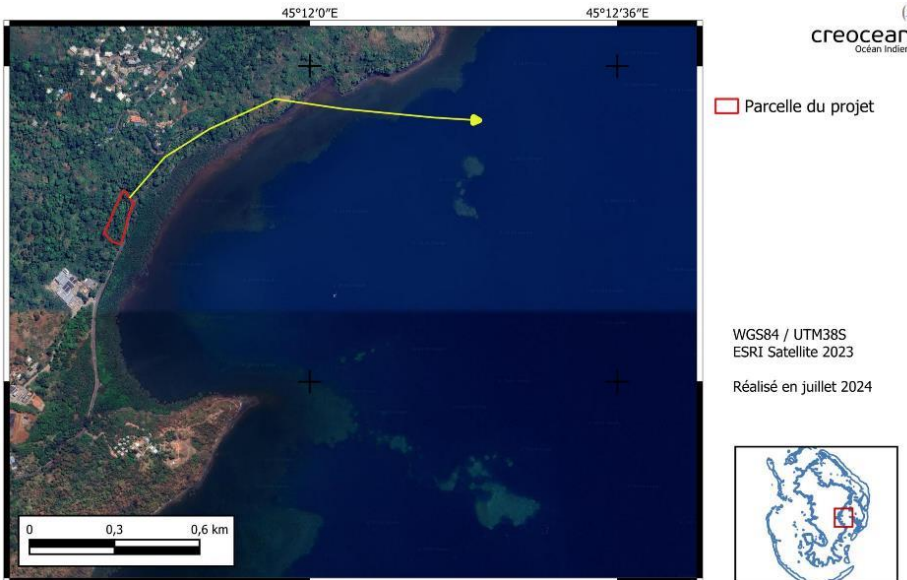 45°12'0"E
45°12'36"E
creocean
Océan Indien
Parcelle du projet
WGS84 / UTM38S
ESRI Satellite 2023
Réalisé en juillet 2024
0
0,3
0,6 km